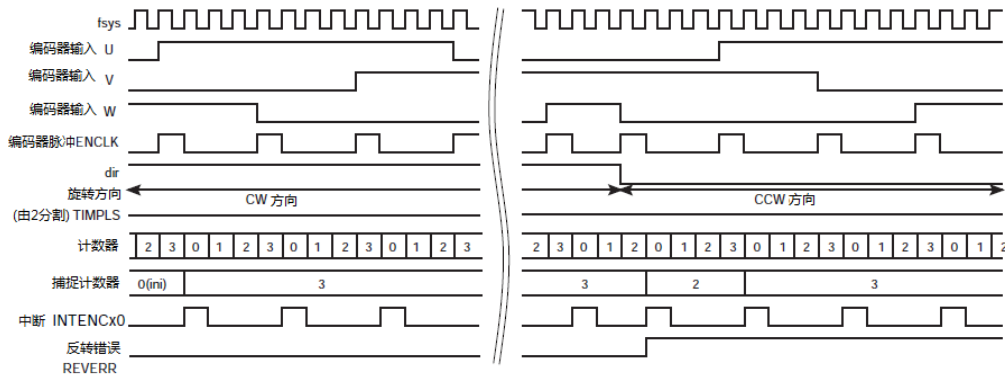 fsys
编码器输入 U
编码器输入 V
编码器输入 W
编码器脉冲ENCLK
dir
旋转方向
CW 方向
CCW 方向
(由2分割) TIMPLS
计数器
2 3 0 1 2 3 0 1 2 3 0 1 2 3
2 3 0 1 2 0 1 2 3 0 1 2 3 0 1 2 3 0 1 2
捕捉计数器
0(ini) 3
3 2 3
中断 INTENCx0
反转错误
REVERR